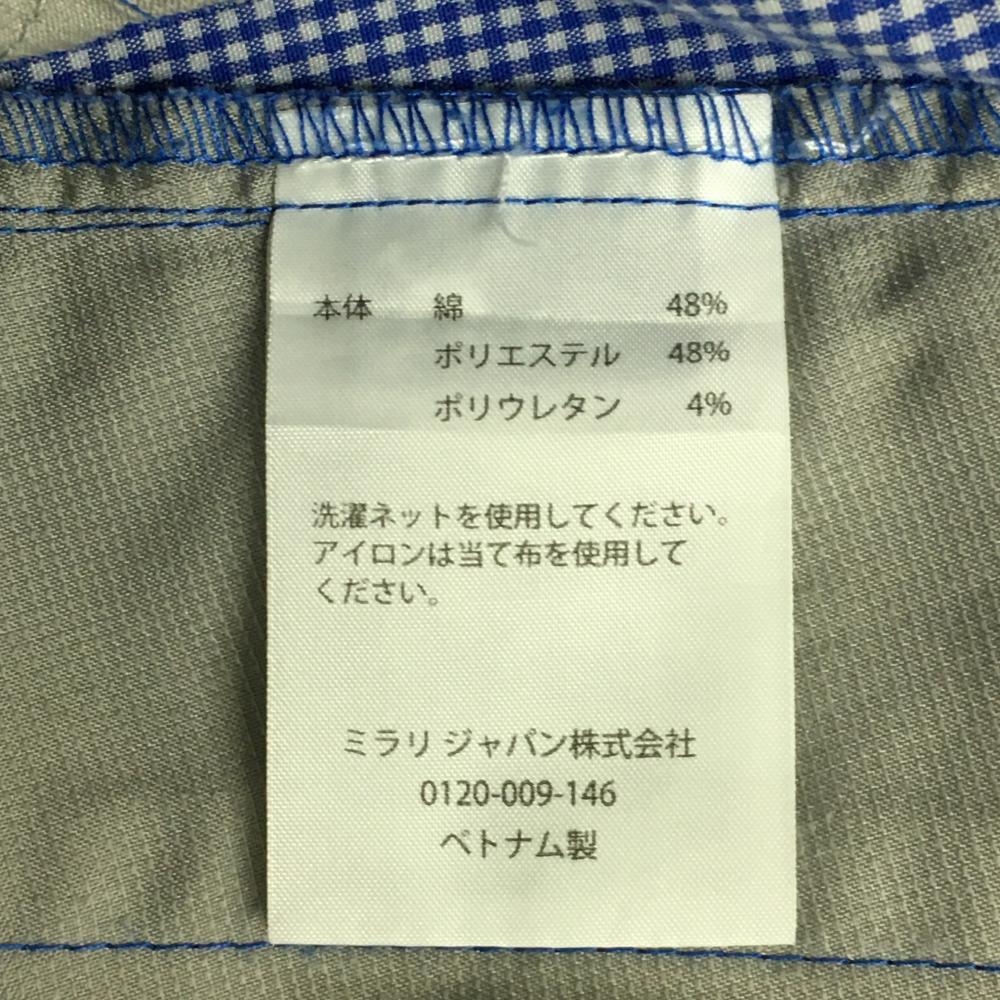 本体 綿 48%
ポリエステル 48%
ポリウレタン 4%
洗濯ネットを使用してください。
アイロンは当て布を使用して
ください。
ミラリ ジャパン株式会社
0120-009-146
ベトナム製